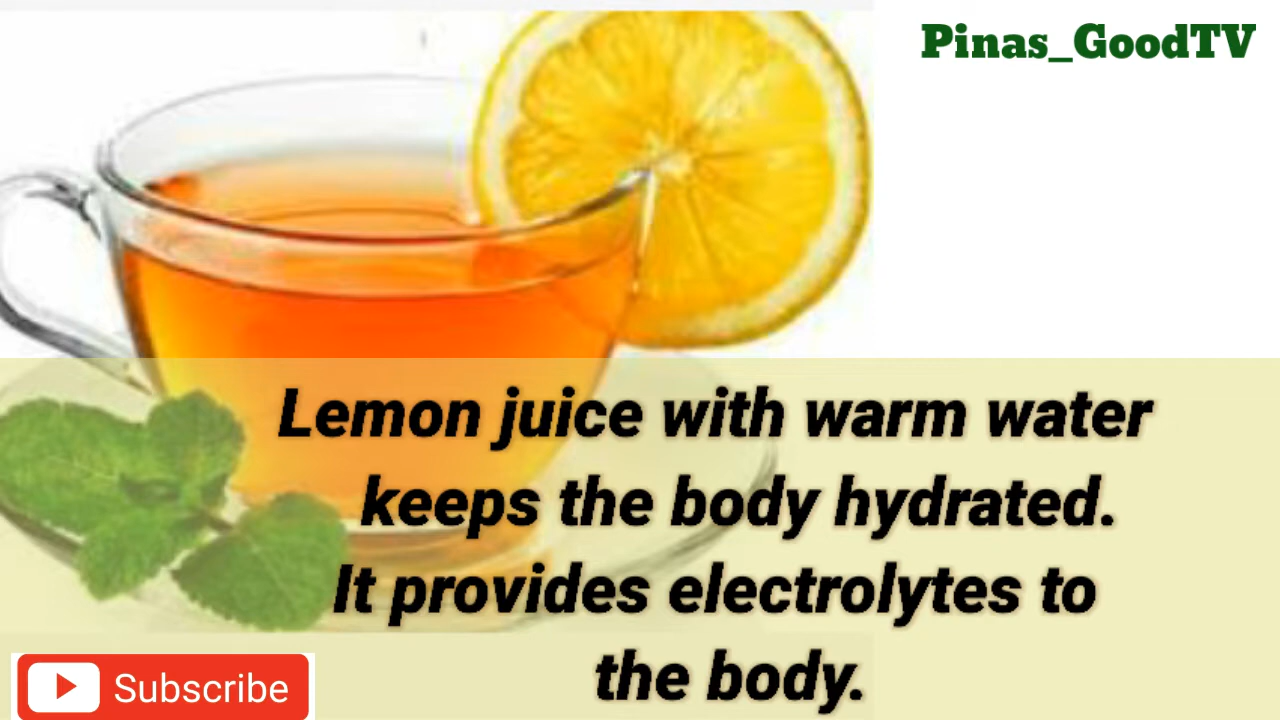 Pinas_GoodTV
Lemon juice with warm water
keeps the body hydrated.
It provides electrolytes to
the body.
Subscribe